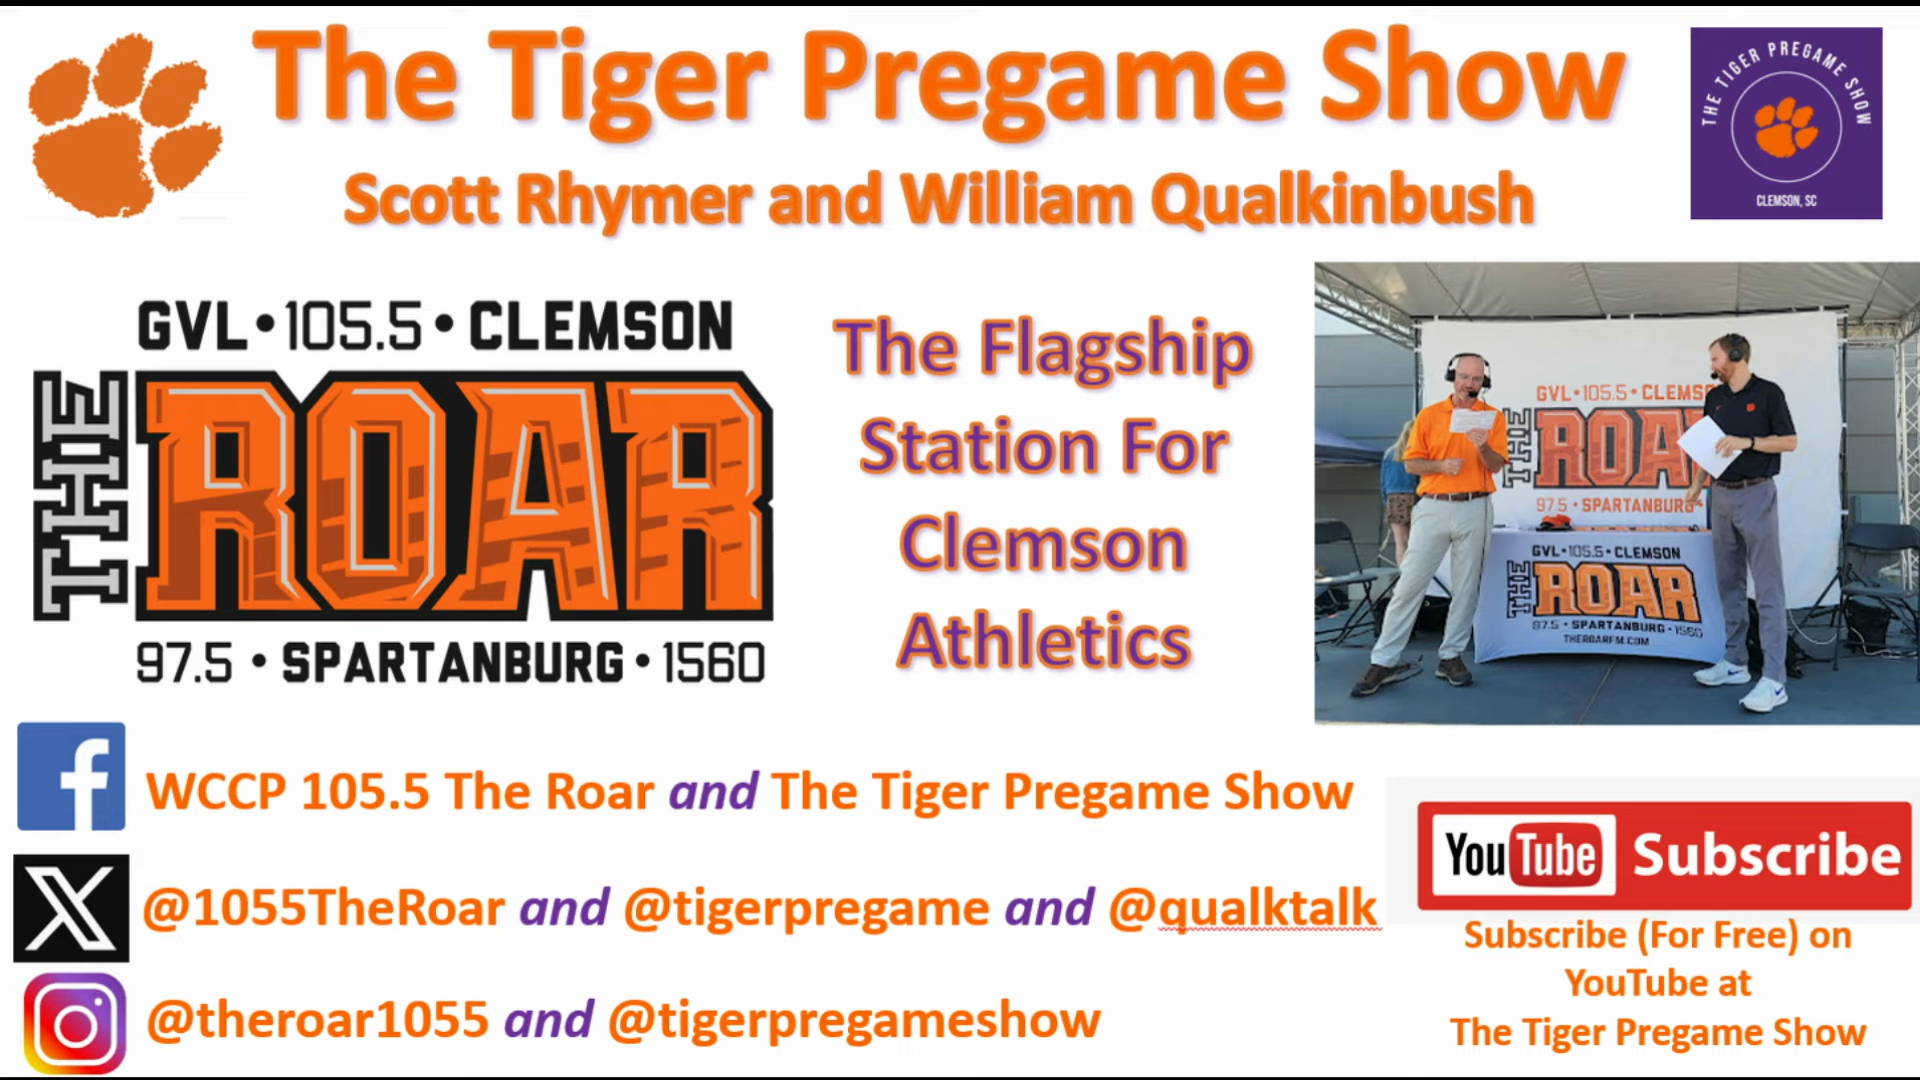 The Tiger Pregame Show
Scott Rhymer and William Qualkinbush
THE TIGER PREGAME SHOW
CLEMSON, SC
GVL•105.5•CLEMSON
THE ROAR
97.5 • SPARTANBURG • 1560
The Flagship
Station For
Clemson
Athletics
GVL•105.5•CLEMS
THE ROA
97.5 • SPARTANBURG
GVL•105.5•CLEMSON
THE ROAR
97.5 • SPARTANBURG • 1560
THEROARFM.COM
WCCP 105.5 The Roar and The Tiger Pregame Show
@1055TheRoar and @tigerpregame and @qualktalk
@theroar1055 and @tigerpregameshow
YouTube Subscribe
Subscribe (For Free) on
YouTube at
The Tiger Pregame Show